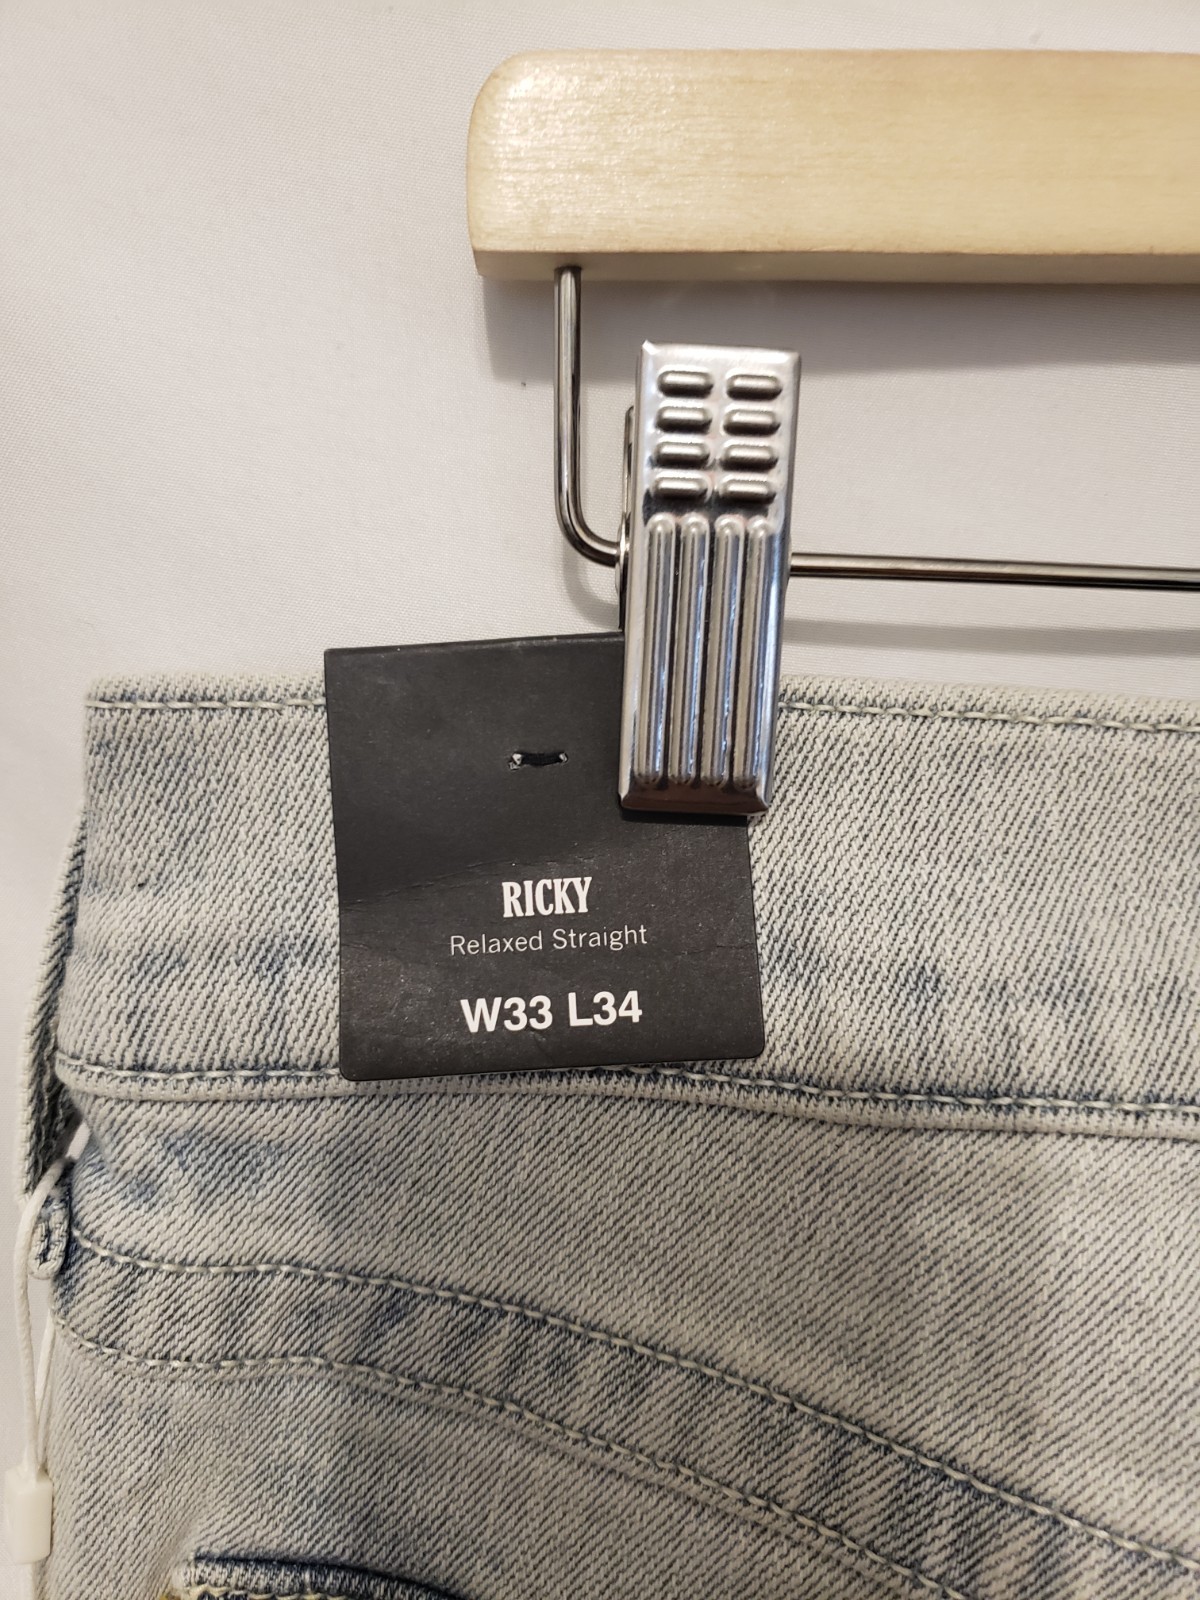 RICKY
Relaxed Straight
W33 L34